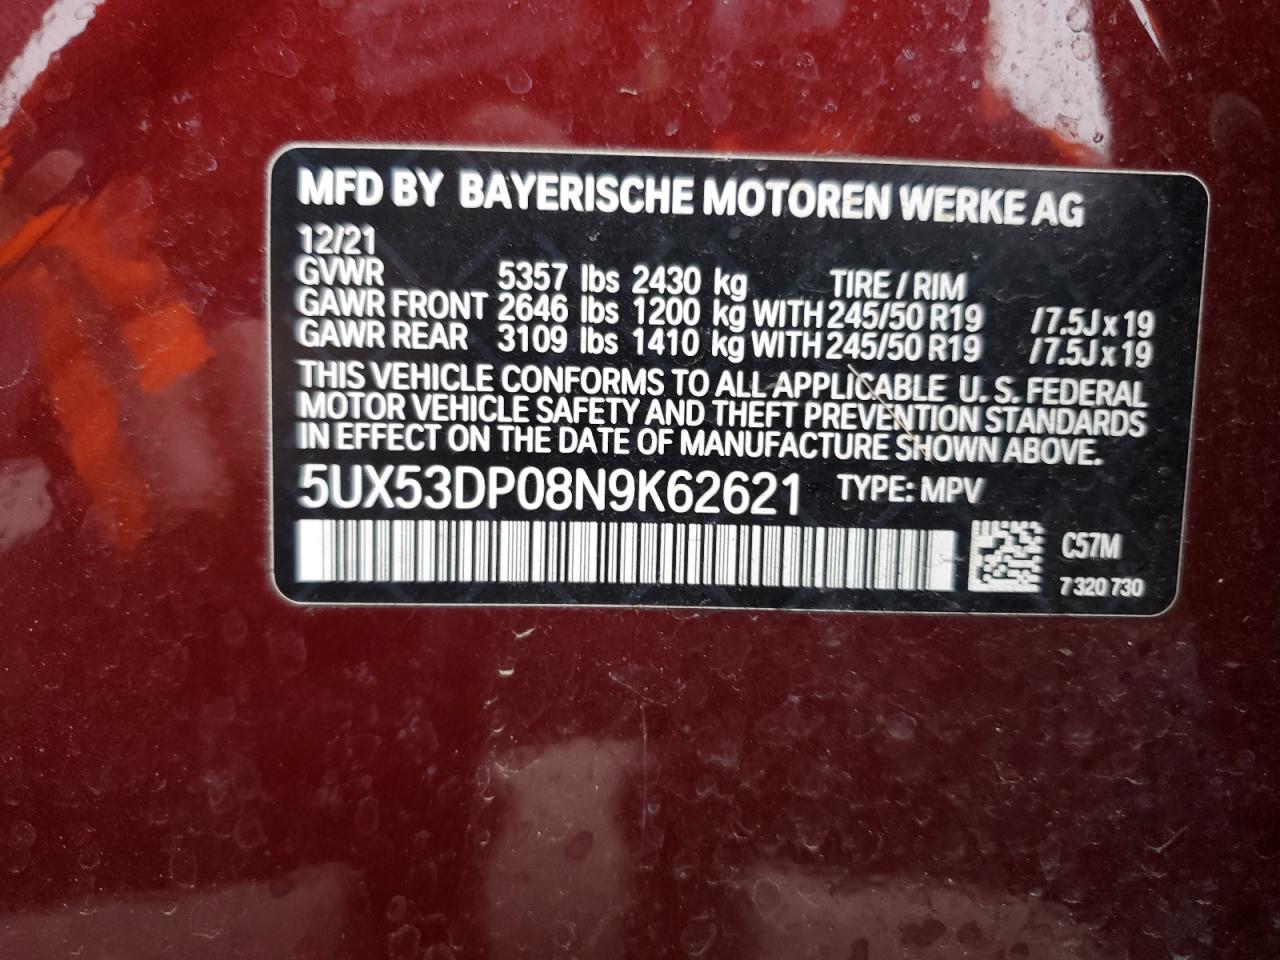 MFD BY BAYERISCHE MOTOREN WERKE AG
12/21
GVWR 5357 lbs 2430 kg TIRE / RIM
GAWR FRONT 2646 lbs 1200 kg WITH 245/50 R19 /7.5J x 19
GAWR REAR 3109 lbs 1410 kg WITH 245/50 R19 /7.5J x 19
THIS VEHICLE CONFORMS TO ALL APPLICABLE U. S. FEDERAL
MOTOR VEHICLE SAFETY AND THEFT PREVENTION STANDARDS
IN EFFECT ON THE DATE OF MANUFACTURE SHOWN ABOVE.
5UX53DP08N9K62621 TYPE: MPV
C57M
7 320 730